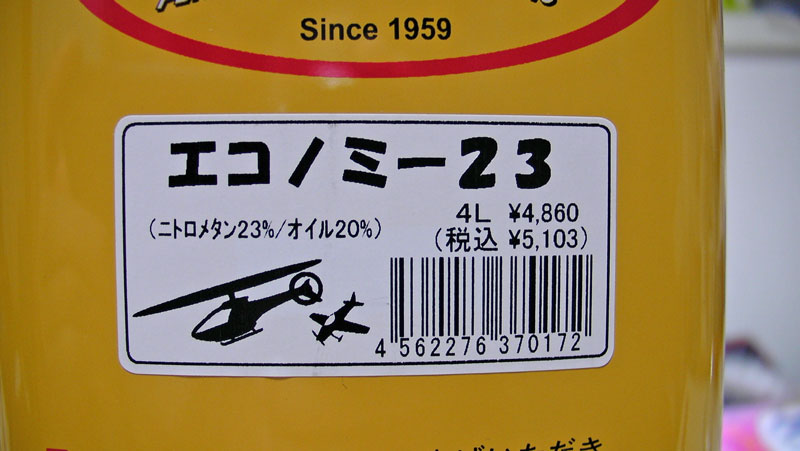 Since 1959
エコノミー23
(ニトロメタン23%/オイル20%)
4L ¥4,860
(税込 ¥5,103)
4 562276 370172